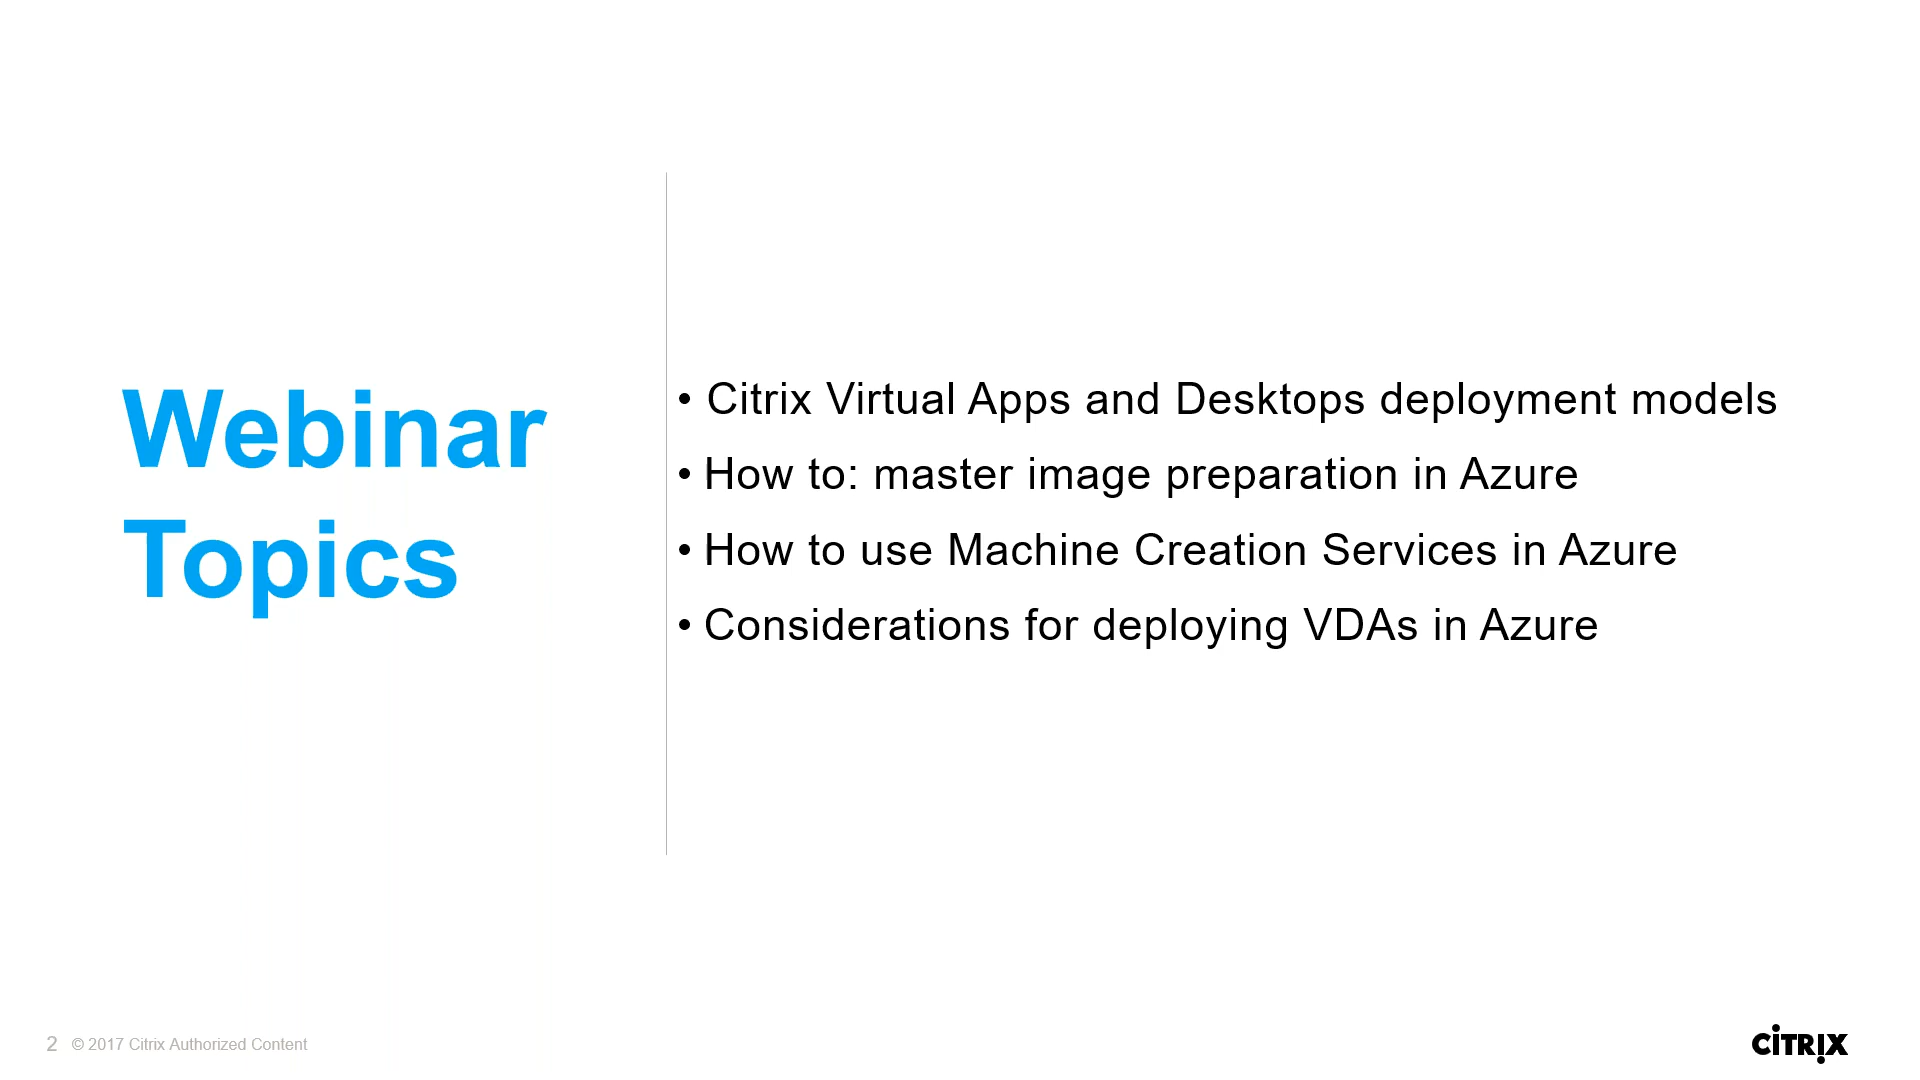 Webinar
Topics
• Citrix Virtual Apps and Desktops deployment models
• How to: master image preparation in Azure
• How to use Machine Creation Services in Azure
• Considerations for deploying VDAs in Azure
2 © 2017 Citrix Authorized Content
CITRIX